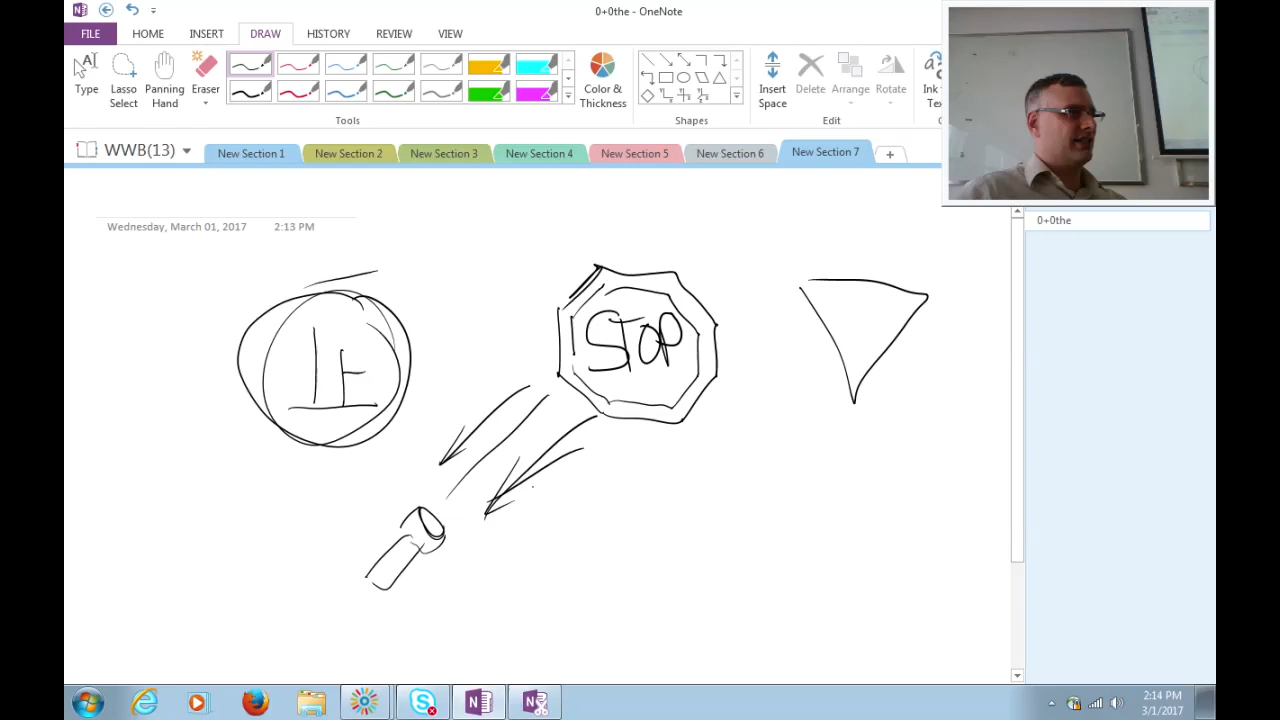 0+0the - OneNote
FILE HOME INSERT DRAW HISTORY REVIEW VIEW
Type
Lasso
Select
Panning
Hand
Eraser
Color &
Thickness
Insert
Space
Delete
Arrange
Rotate
Ink to
Tools
Shapes
Edit
WWB(13)
New Section 1
New Section 2
New Section 3
New Section 4
New Section 5
New Section 6
New Section 7
0+0the
Wednesday, March 01, 2017 2:13 PM
止
STOP
2:14 PM
3/1/2017